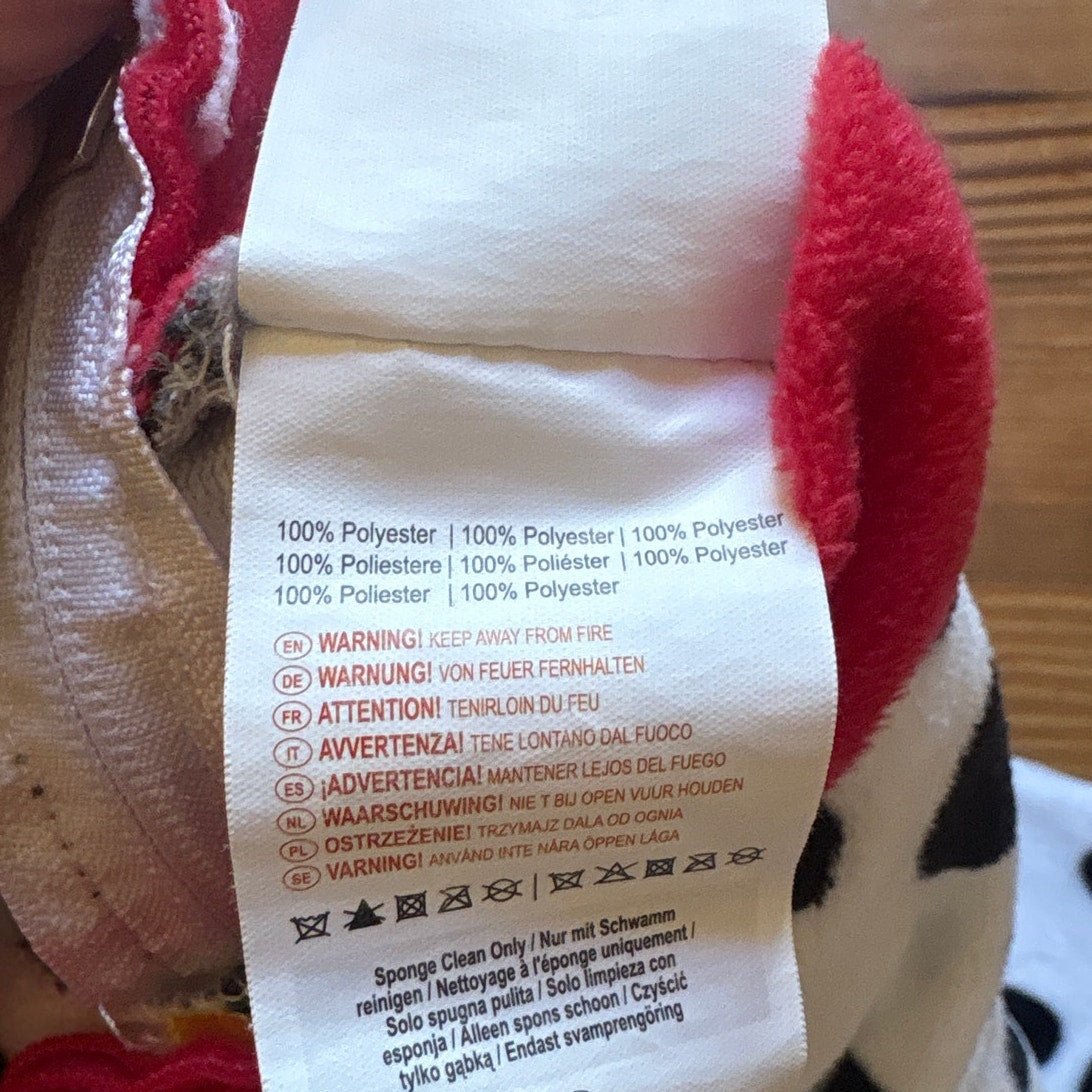 100% Polyester | 100% Polyester | 100% Polyester
100% Poliestere | 100% Poliéster | 100% Polyester
100% Poliester | 100% Polyester
EN WARNING! KEEP AWAY FROM FIRE
DE WARNUNG! VON FEUER FERNHALTEN
FR ATTENTION! TENIRLOIN DU FEU
IT AVVERTENZA! TENE LONTANO DAL FUOCO
ES ¡ADVERTENCIA! MANTENER LEJOS DEL FUEGO
NL WAARSCHUWING! NIE T BIJ OPEN VUUR HOUDEN
PL OSTRZEŻENIE! TRZYMAJZ DALA OD OGNIA
SE VARNING! ANVÄND INTE NÄRA ÖPPEN LÅGA
Sponge Clean Only / Nur mit Schwamm
reinigen / Nettoyage à l'éponge uniquement /
Solo spugna pulita / Solo limpieza con
esponja / Alleen spons schoon / Czyścić
tylko gąbką / Endast svamprengöring